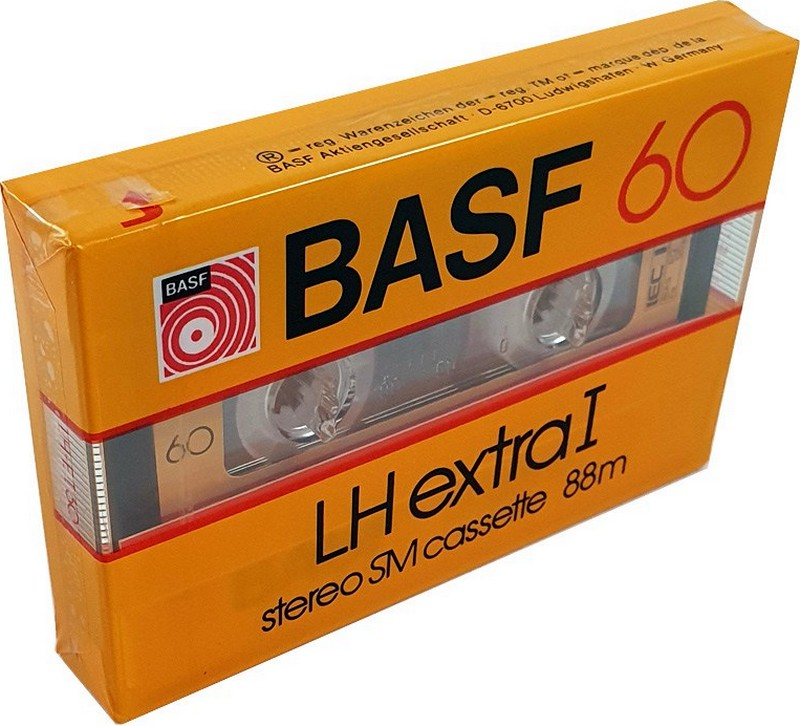 ® = reg. Warenzeichen der = reg. TM of = marque dép. de la
BASF Aktiengesellschaft · D-6700 Ludwigshafen · W. Germany
BASF 60
BASF
IEC I
60
LH extra I
stereo SM cassette 88m